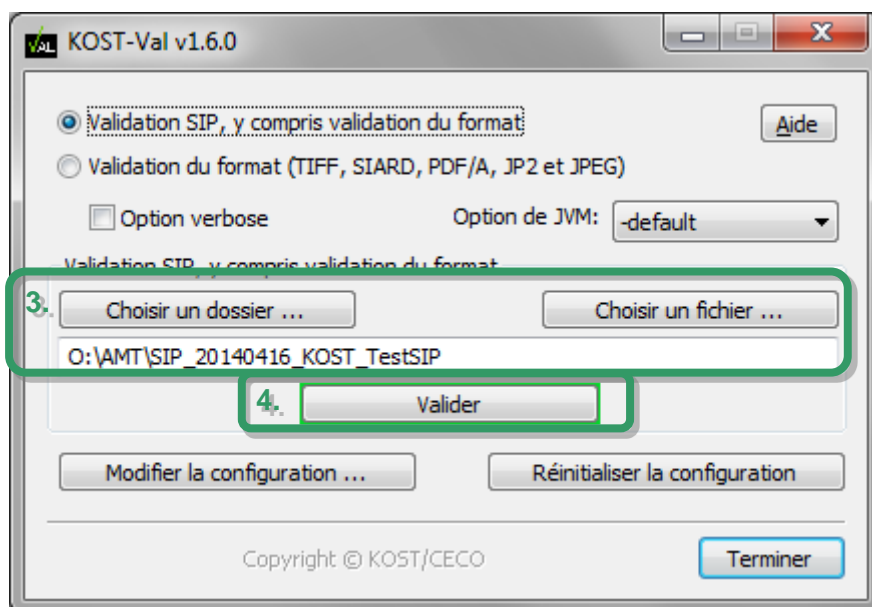 KOST-Val v1.6.0
Validation SIP, y compris validation du format
Aide
Validation du format (TIFF, SIARD, PDF/A, JP2 et JPEG)
Option verbose
Option de JVM:
-default
Validation SIP, y compris validation du format
3.
Choisir un dossier ...
Choisir un fichier ...
O:\AMT\SIP_20140416_KOST_TestSIP
4.
Valider
Modifier la configuration ...
Réinitialiser la configuration
Copyright © KOST/CECO
Terminer